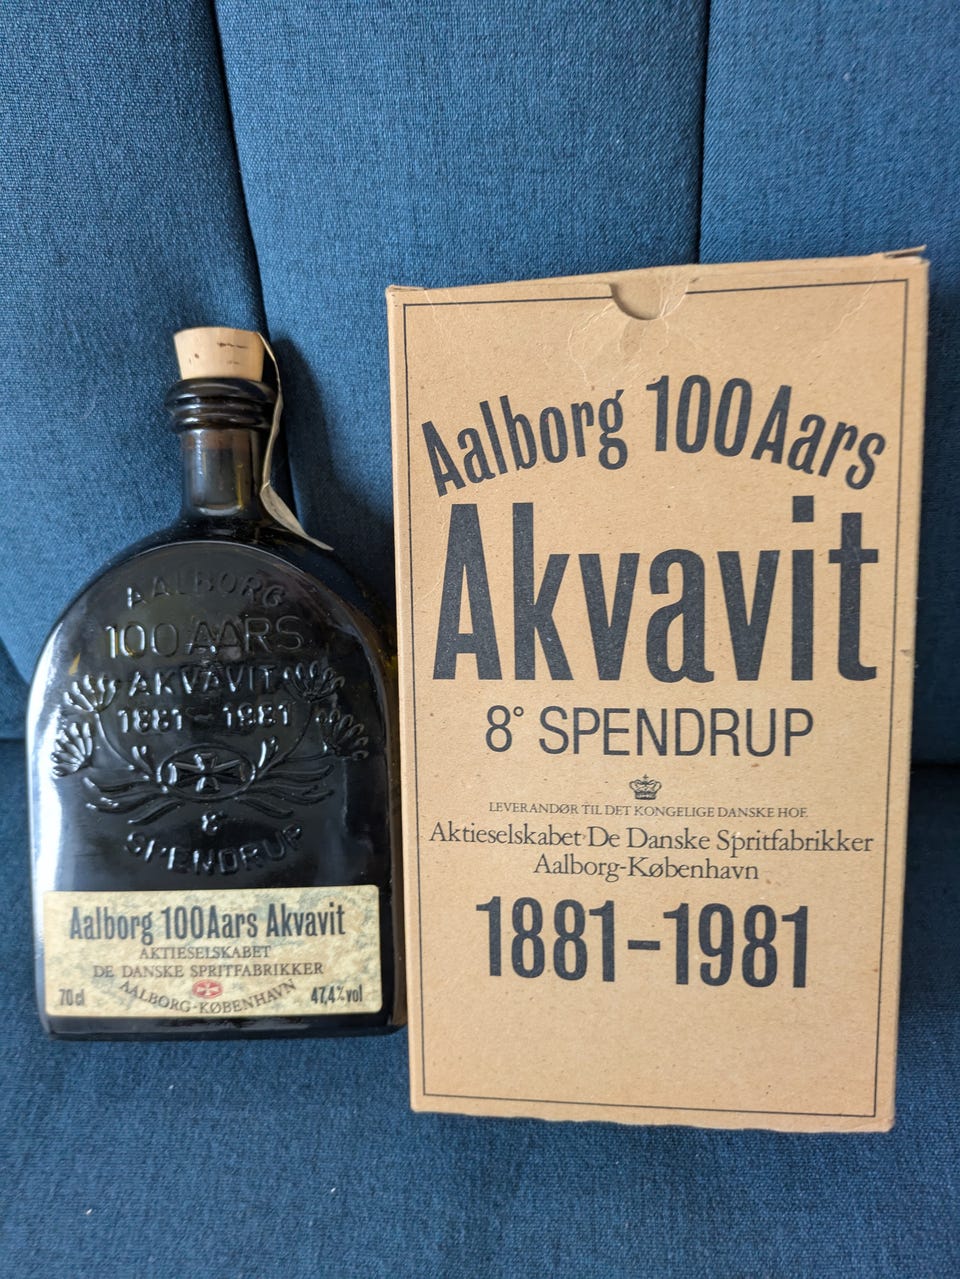 AALBORG
100 AARS
AKVAVIT
1881 - 1981
8
SPENDRUP
Aalborg 100Aars Akvavit
AKTIESELSKABET
DE DANSKE SPRITFABRIKKER
AALBORG-KØBENHAVN
70 cl
47,4% vol
Aalborg 100Aars
Akvavit
8° SPENDRUP
LEVERANDØR TIL DET KONGELIGE DANSKE HOF.
Aktieselskabet De Danske Spritfabrikker
Aalborg-København
1881-1981